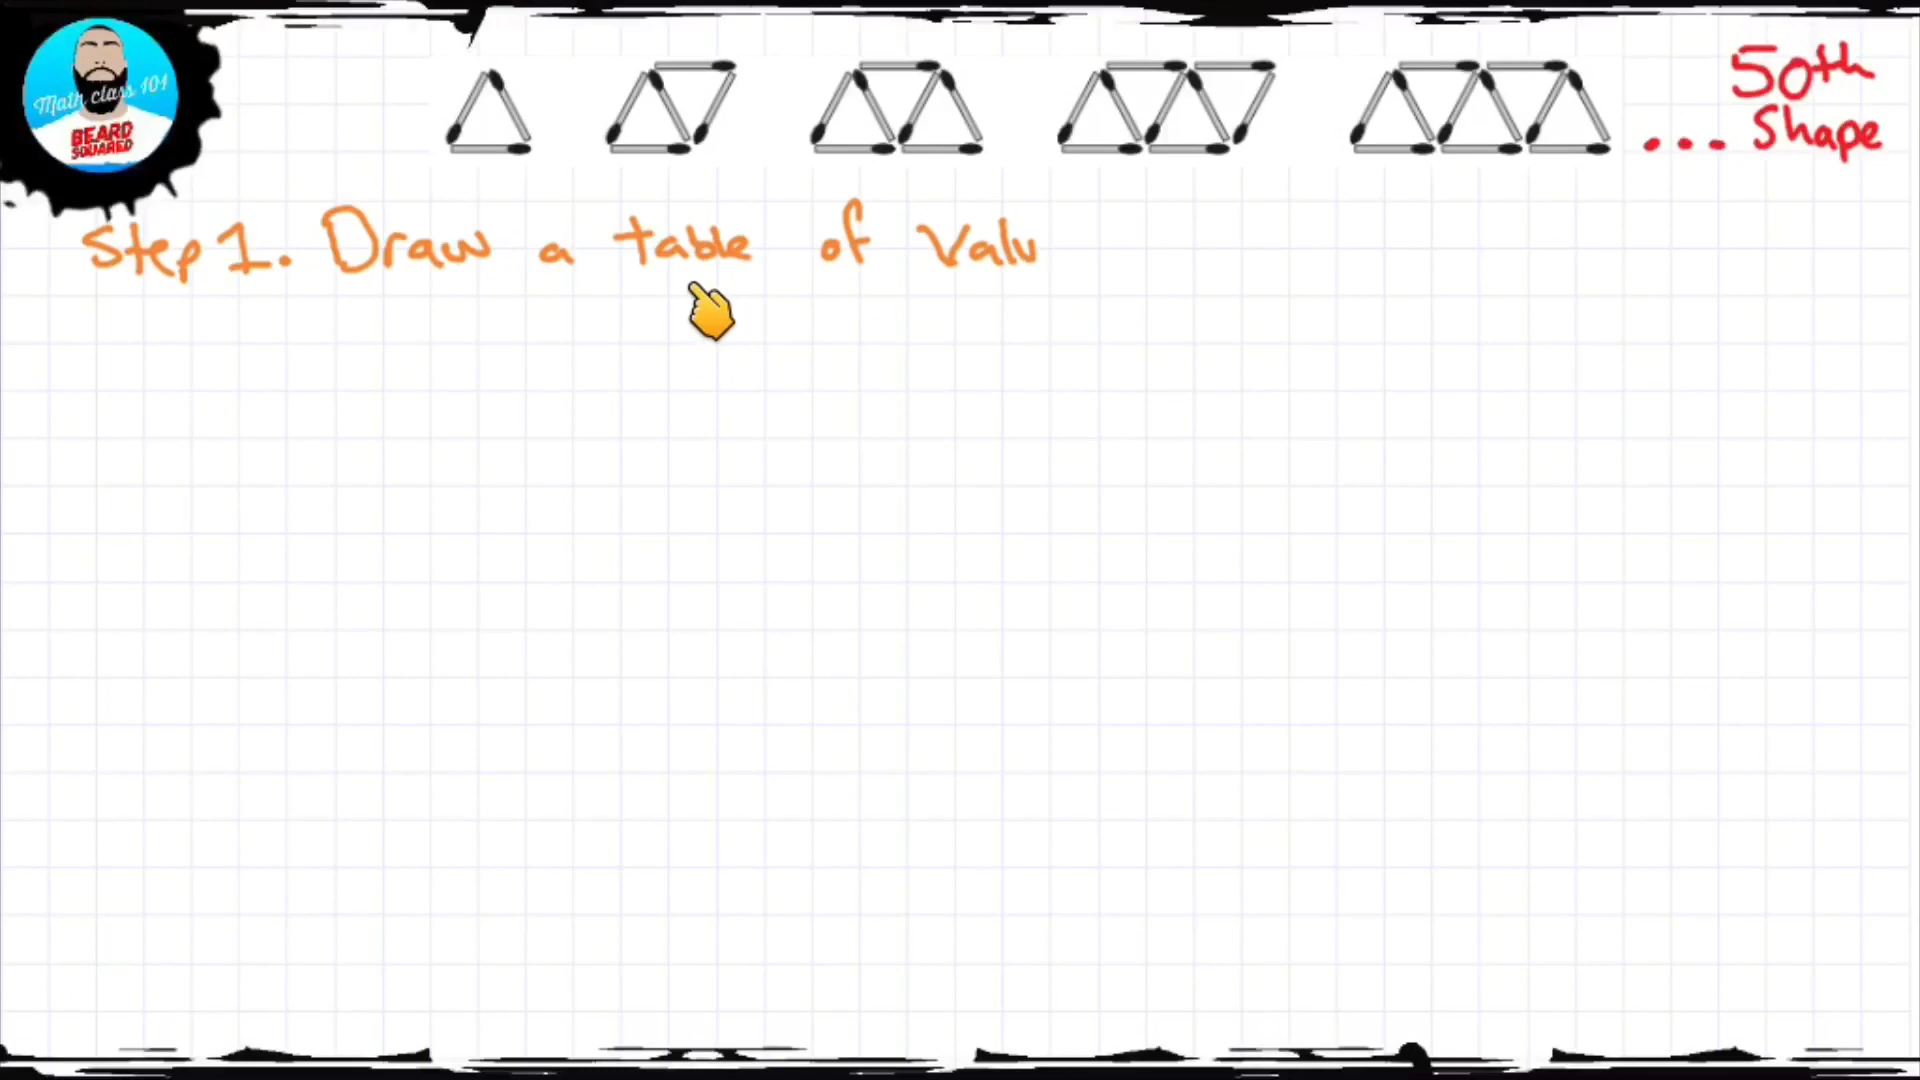 Math class 101
BEARD
SQUARED
50th
... Shape
Step 1. Draw a table of Valu